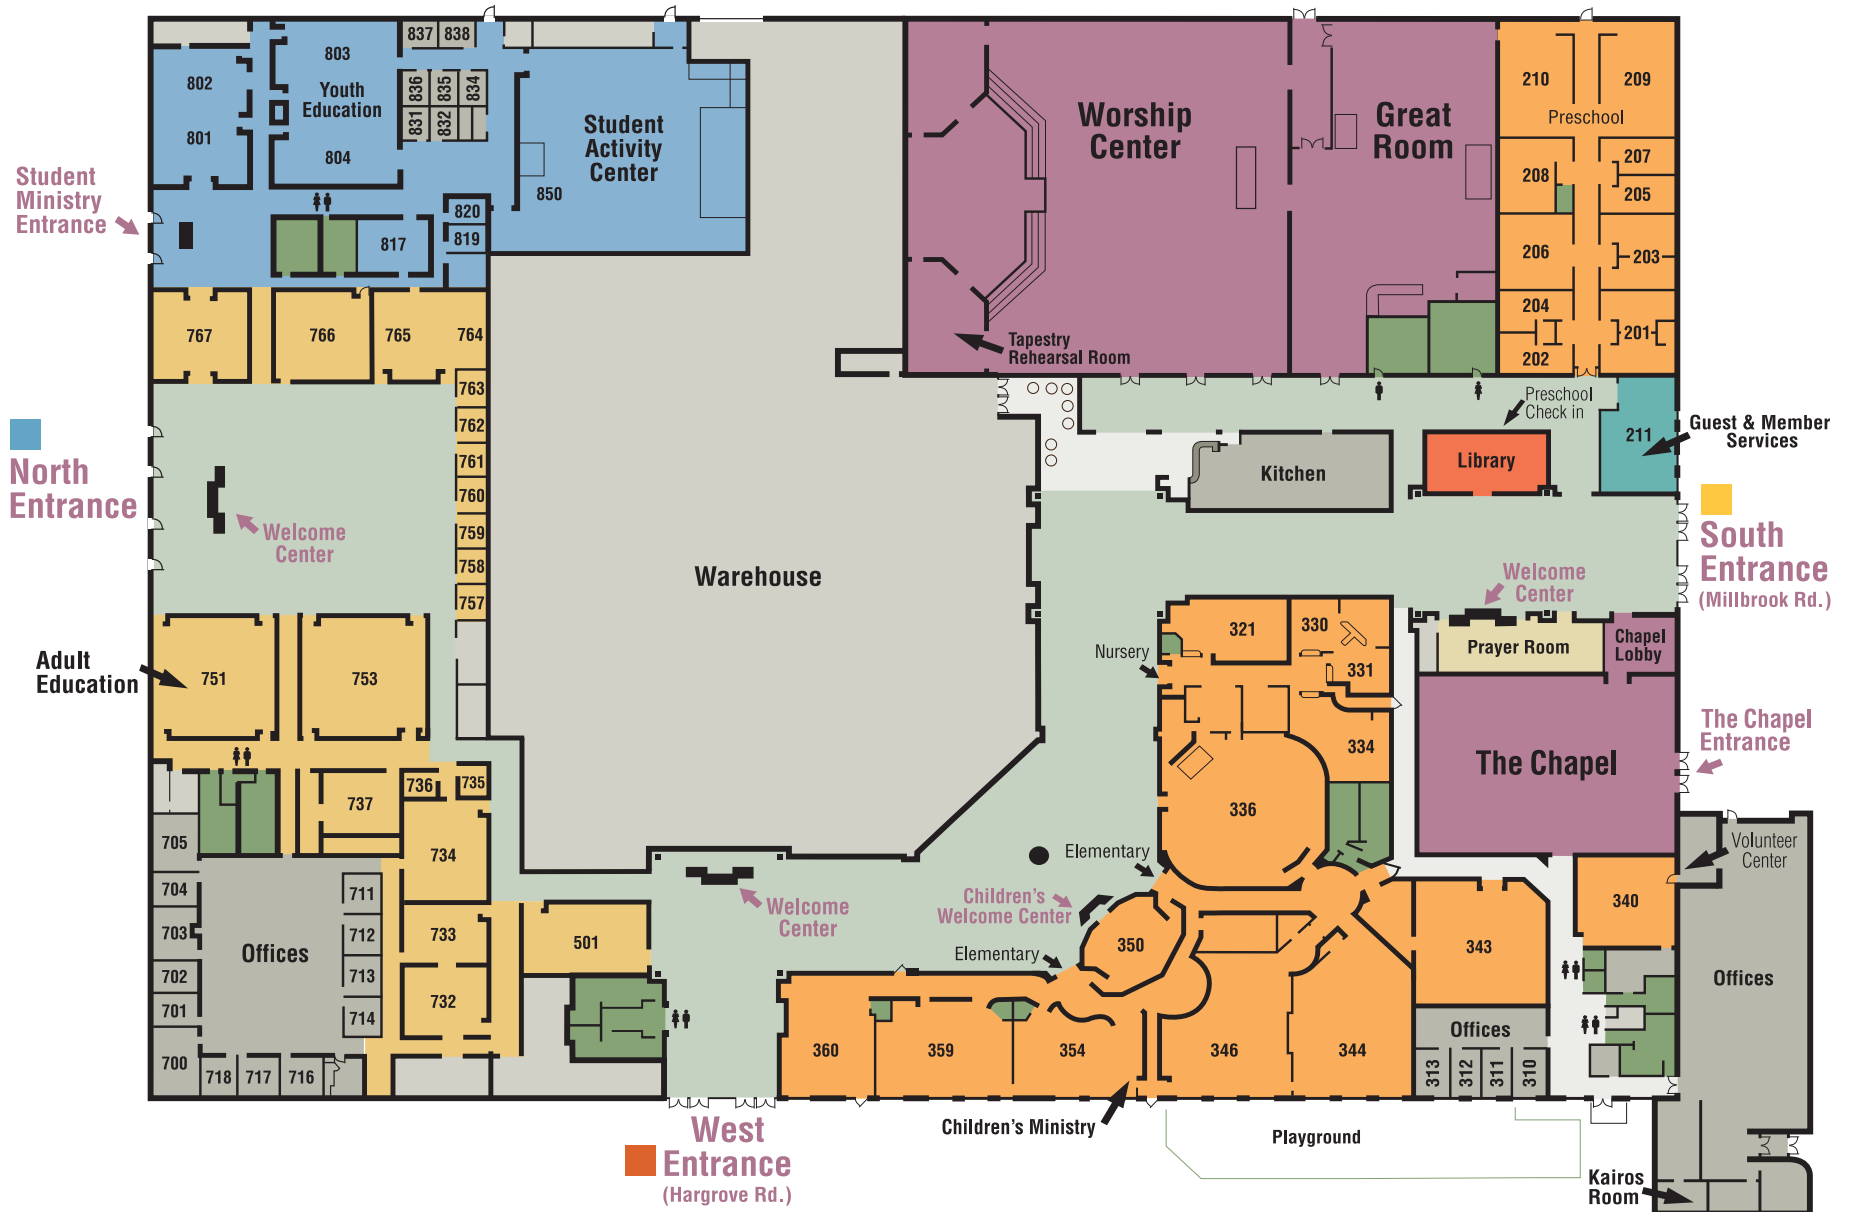 837
838
803
802
Youth
Education
836
835
834
831
832
801
804
Student
Activity
Center
850
Student
Ministry
Entrance
820
819
817
767
766
765
764
763
762
761
760
759
758
757
North
Entrance
Welcome
Center
Adult
Education
751
753
737
736
735
734
733
732
705
704
703
702
701
700
718
717
716
711
712
713
714
Offices
501
Warehouse
Worship
Center
Great
Room
Tapestry
Rehearsal Room
210
209
Preschool
208
207
205
206
203
204
201
202
Preschool
Check in
211
Guest & Member
Services
Library
Kitchen
South
Entrance
(Millbrook Rd.)
Welcome
Center
Prayer Room
Chapel
Lobby
The Chapel
The Chapel
Entrance
Nursery
321
330
331
334
336
Elementary
Children's
Welcome Center
Elementary
350
Welcome
Center
360
359
354
346
344
343
340
Volunteer
Center
Offices
Offices
313
312
311
310
Children's Ministry
Playground
West
Entrance
(Hargrove Rd.)
Kairos
Room